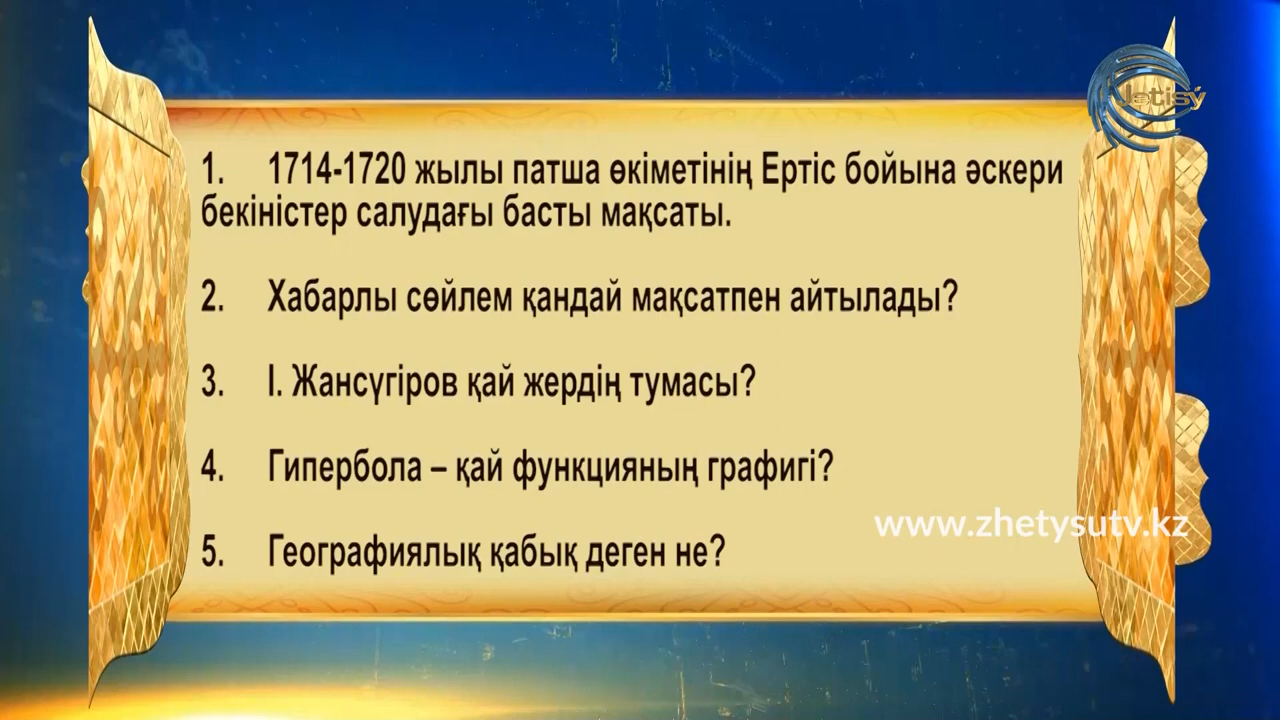 Jetisý
1. 1714-1720 жылы патша өкіметінің Ертіс бойына әскери
бекіністер салудағы басты мақсаты.
2. Хабарлы сөйлем қандай мақсатпен айтылады?
3. І. Жансүгіров қай жердің тумасы?
4. Гипербола – қай функцияның графигі?
www.zhetysutv.kz
5. Географиялық қабық деген не?